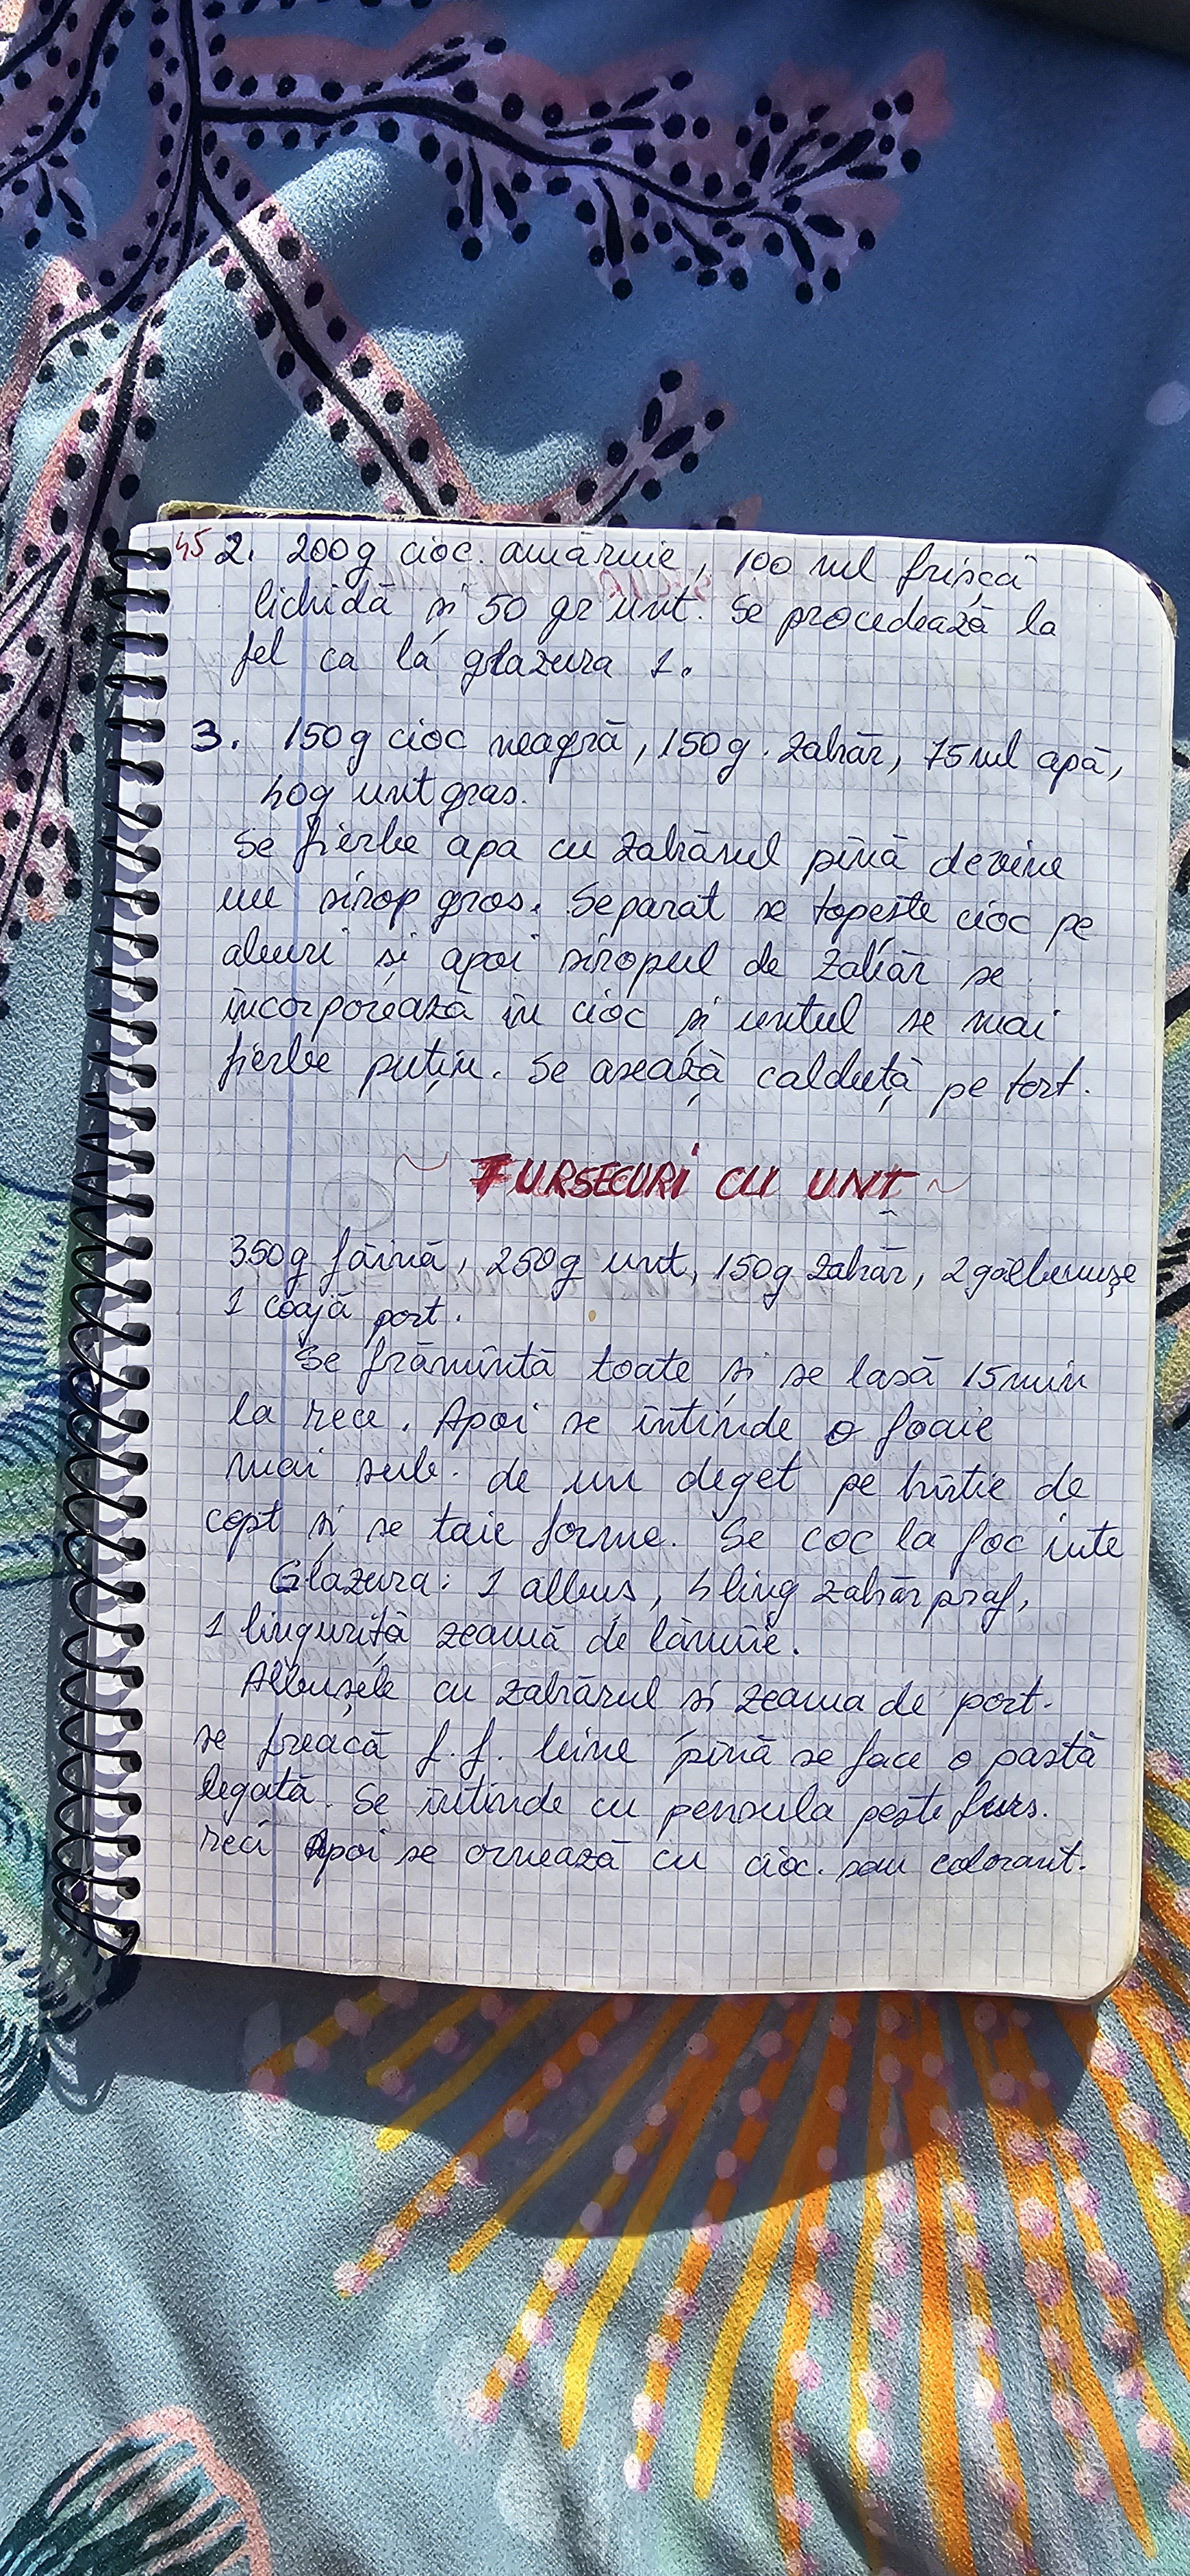 45 2. 200g cioc. amăruie, 100 ml frișcă
lichidă și 50 gr unt. Se procedează la
fel ca la glazura 1.
3. 150g cioc neagră, 150g. zahăr, 75 ml apă,
40g unt gras.
Se fierbe apa cu zahărul pînă devine
un sirop gros. Separat se topește cioc pe
aburi și apoi siropul de zahăr se
încorporează în cioc și untul se mai
fierbe puțin. Se așează călduță pe tort.
~ FURSECURI CU UNT ~
350g făină, 250g unt, 150g zahăr, 2 gălbenușe
1 coajă port.
Se frămîntă toate și se lasă 15 min
la rece. Apoi se întinde o foaie
mai sub. de un deget pe hîrtie de
copt și se taie forme. Se coc la foc iute
Glazura: 1 albuș, 4 ling zahăr praf,
1 linguriță zeamă de lămîie.
Albușele cu zahărul si zeama de port.
se freacă f. f. bine pînă se face o pastă
legată. Se întinde cu pensula peste furs.
reci Apoi se ornează cu cioc. sau colorant.